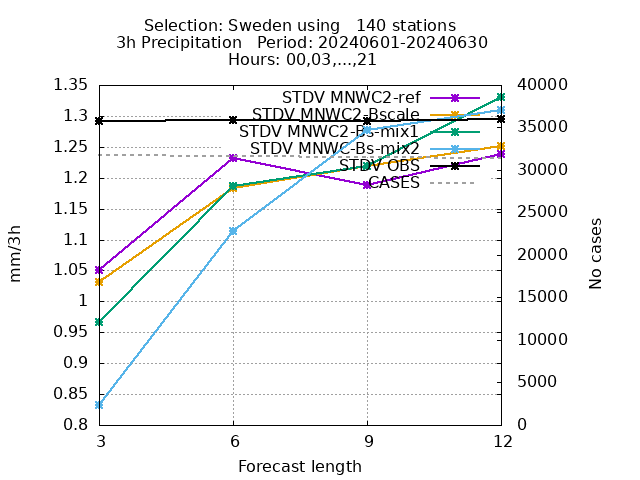 Selection: Sweden using   140 stations
3h Precipitation   Period: 20240601-20240630
Hours: 00,03,...,21
STDV MNWC2-ref
STDV MNWC2-Bscale
STDV MNWC2-Bs-mix1
STDV MNWC-Bs-mix2
STDV OBS
CASES
mm/3h
1.35
1.3
1.25
1.2
1.15
1.1
1.05
1
0.95
0.9
0.85
0.8
No cases
40000
35000
30000
25000
20000
15000
10000
5000
0
3 6 9 12
Forecast length